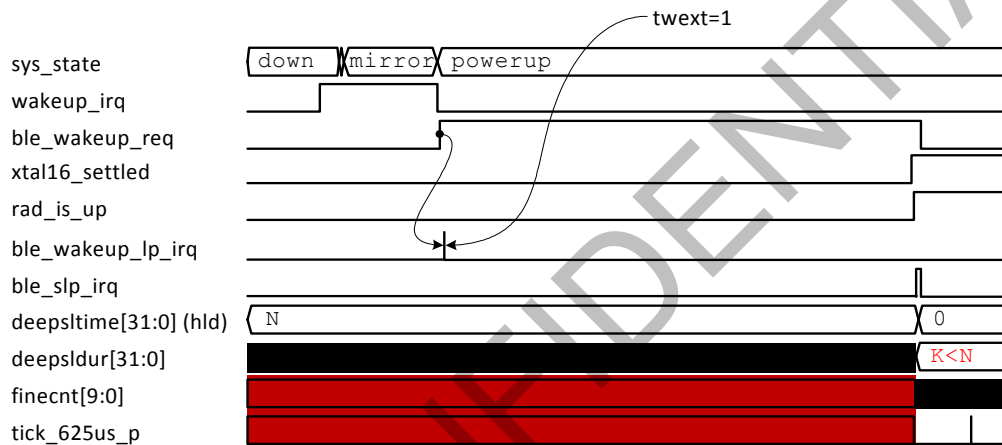 twext=1
sys_state down mirror powerup
wakeup_irq
ble_wakeup_req
xtal16_settled
rad_is_up
ble_wakeup_lp_irq
ble_slp_irq
deepsltime[31:0] (hld) N 0
deepsldur[31:0] K<N
finecnt[9:0]
tick_625us_p
NFIDENTIA